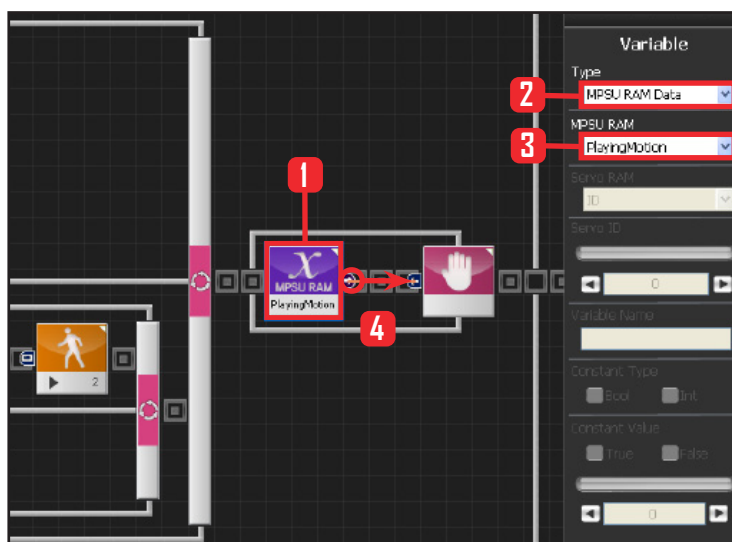 Variable
Type
2
MPSU RAM Data
MPSU RAM
3
PlayingMotion
Servo RAM
ID
Servo ID
0
Variable Name
Constant Type
Bool
Int
Constant Value
True
False
0
1
X
MPSU RAM
PlayingMotion
4
2